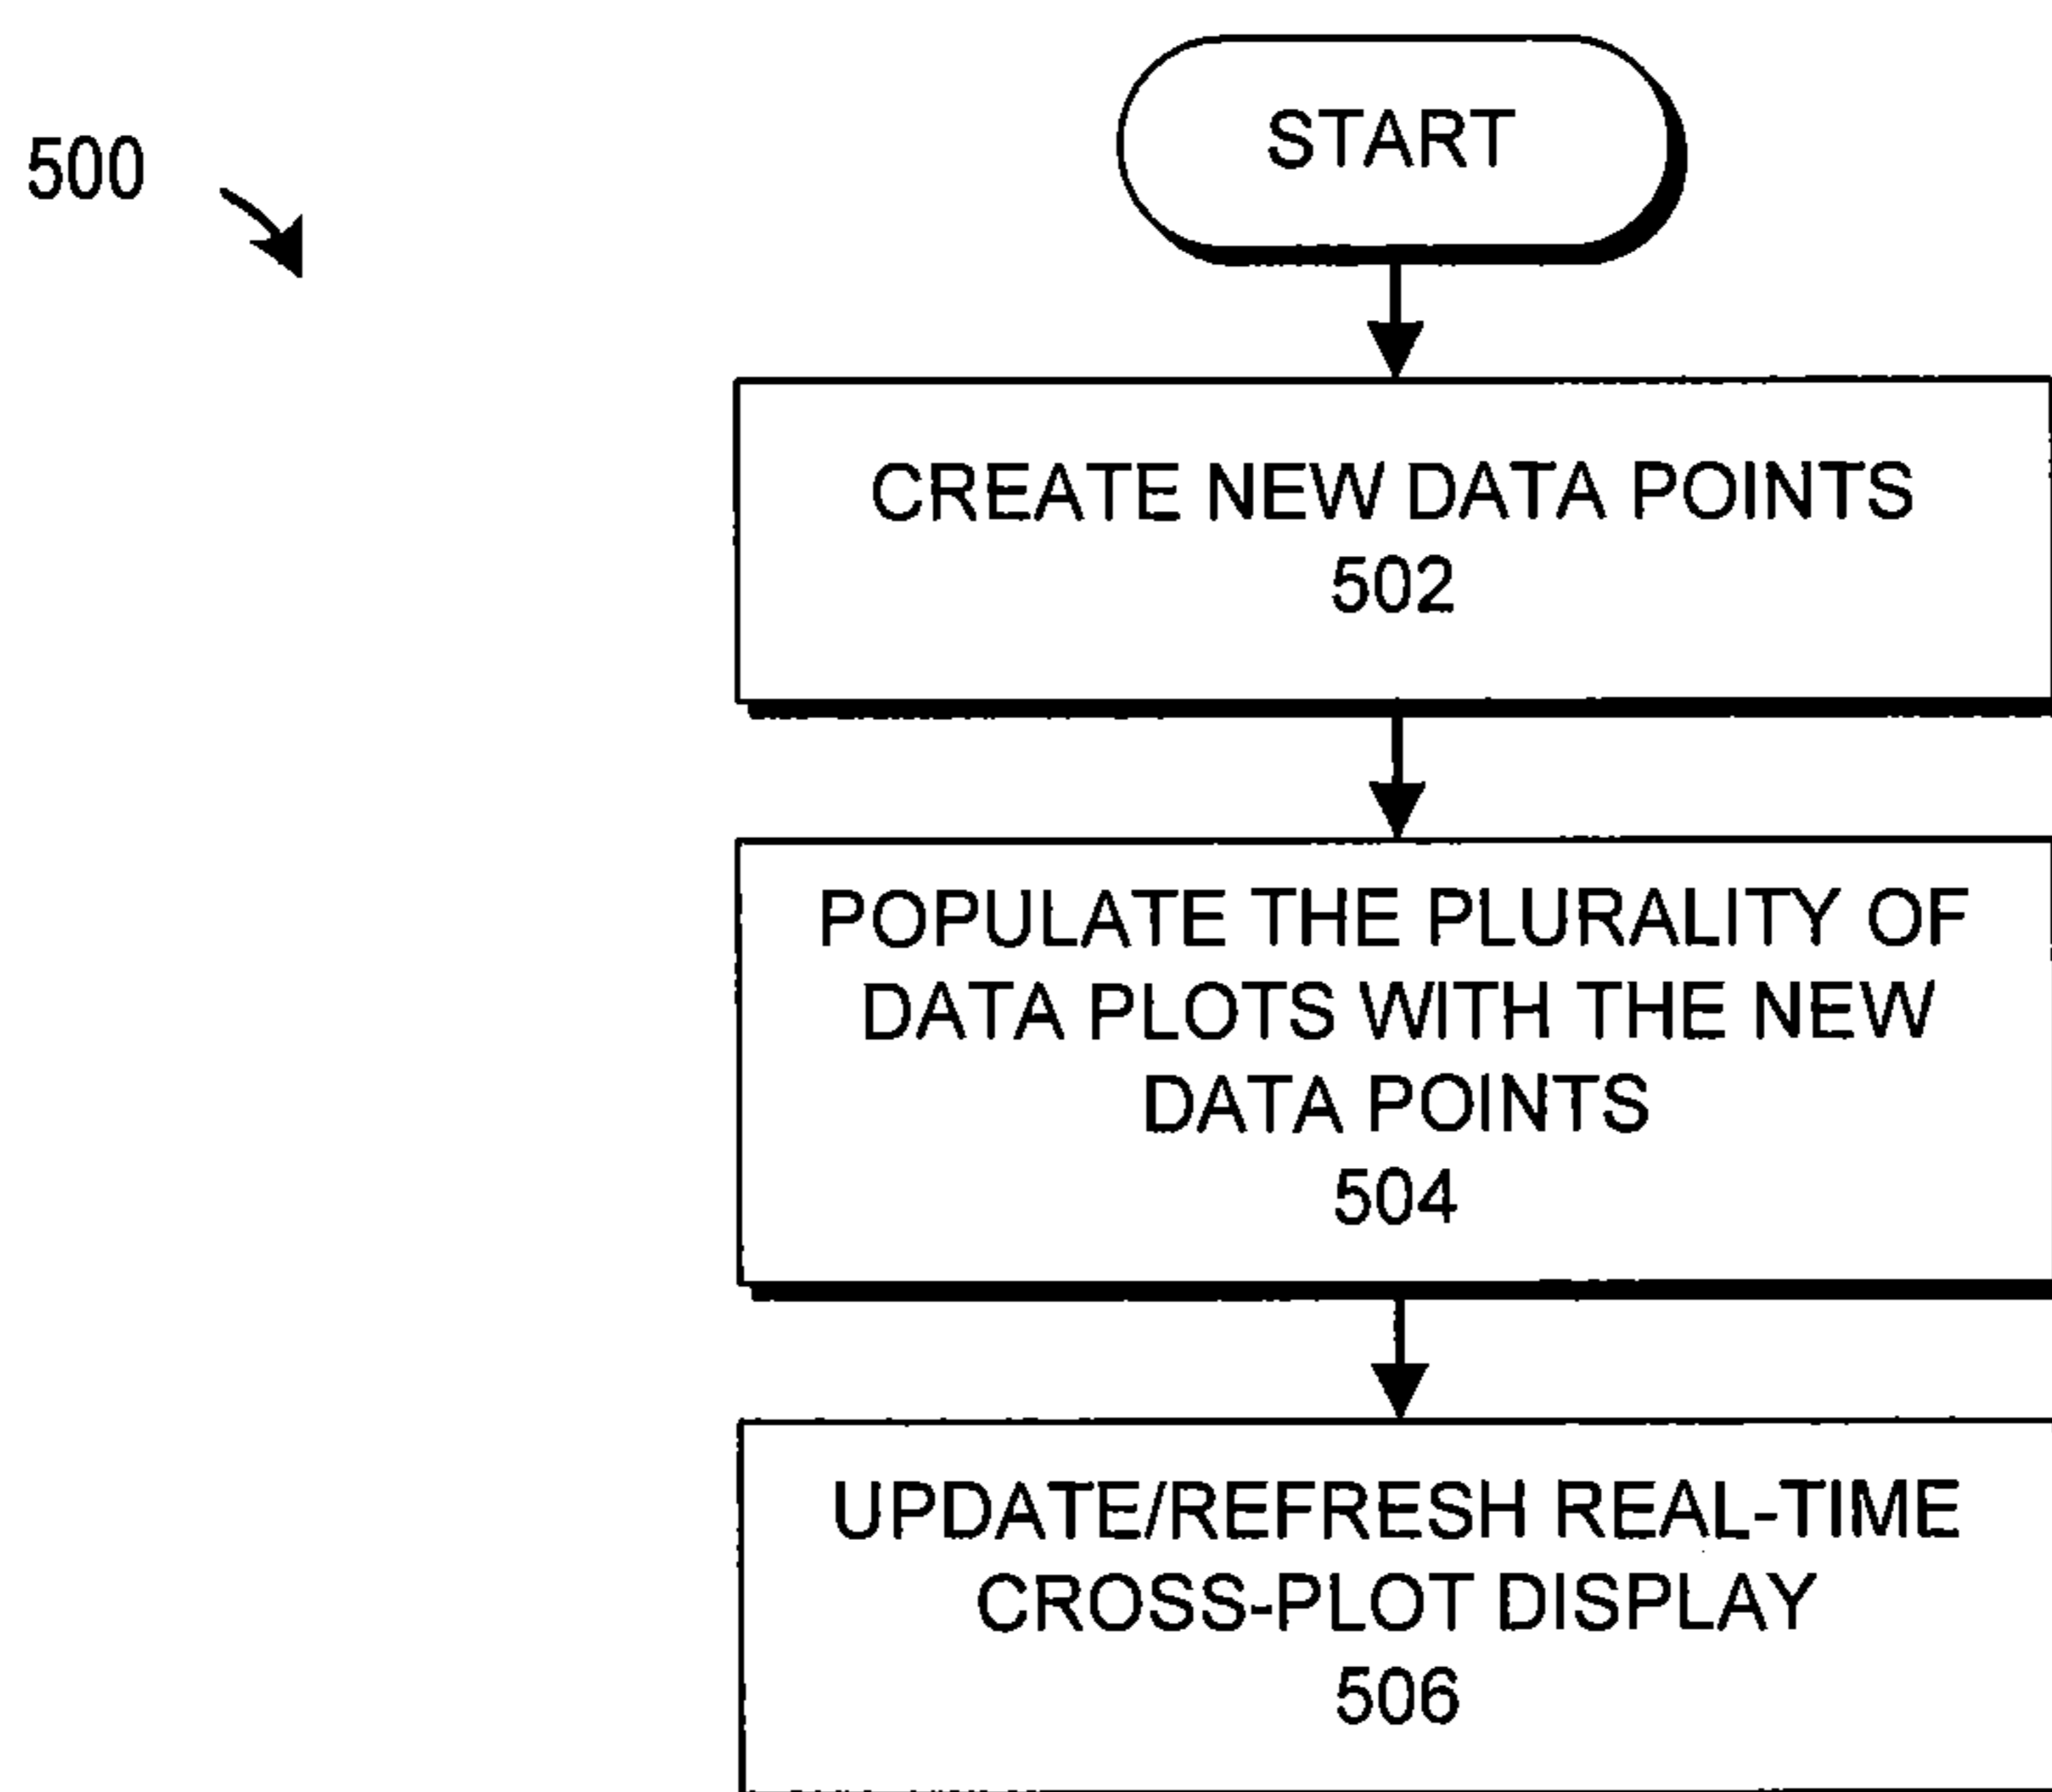 500
START
CREATE NEW DATA POINTS
502
POPULATE THE PLURALITY OF
DATA PLOTS WITH THE NEW
DATA POINTS
504
UPDATE/REFRESH REAL-TIME
CROSS-PLOT DISPLAY
506